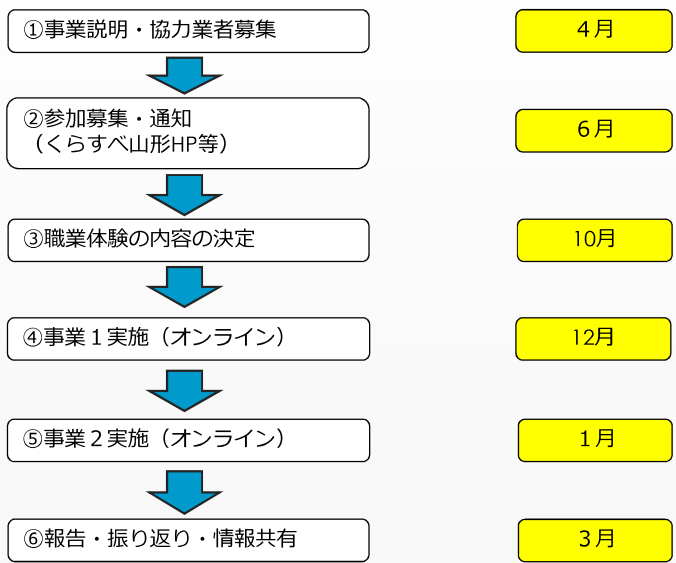 ①事業説明・協力業者募集
４月
②参加募集・通知
（くらすべ山形HP等）
６月
③職業体験の内容の決定
10月
④事業１実施（オンライン）
12月
⑤事業２実施（オンライン）
１月
⑥報告・振り返り・情報共有
３月